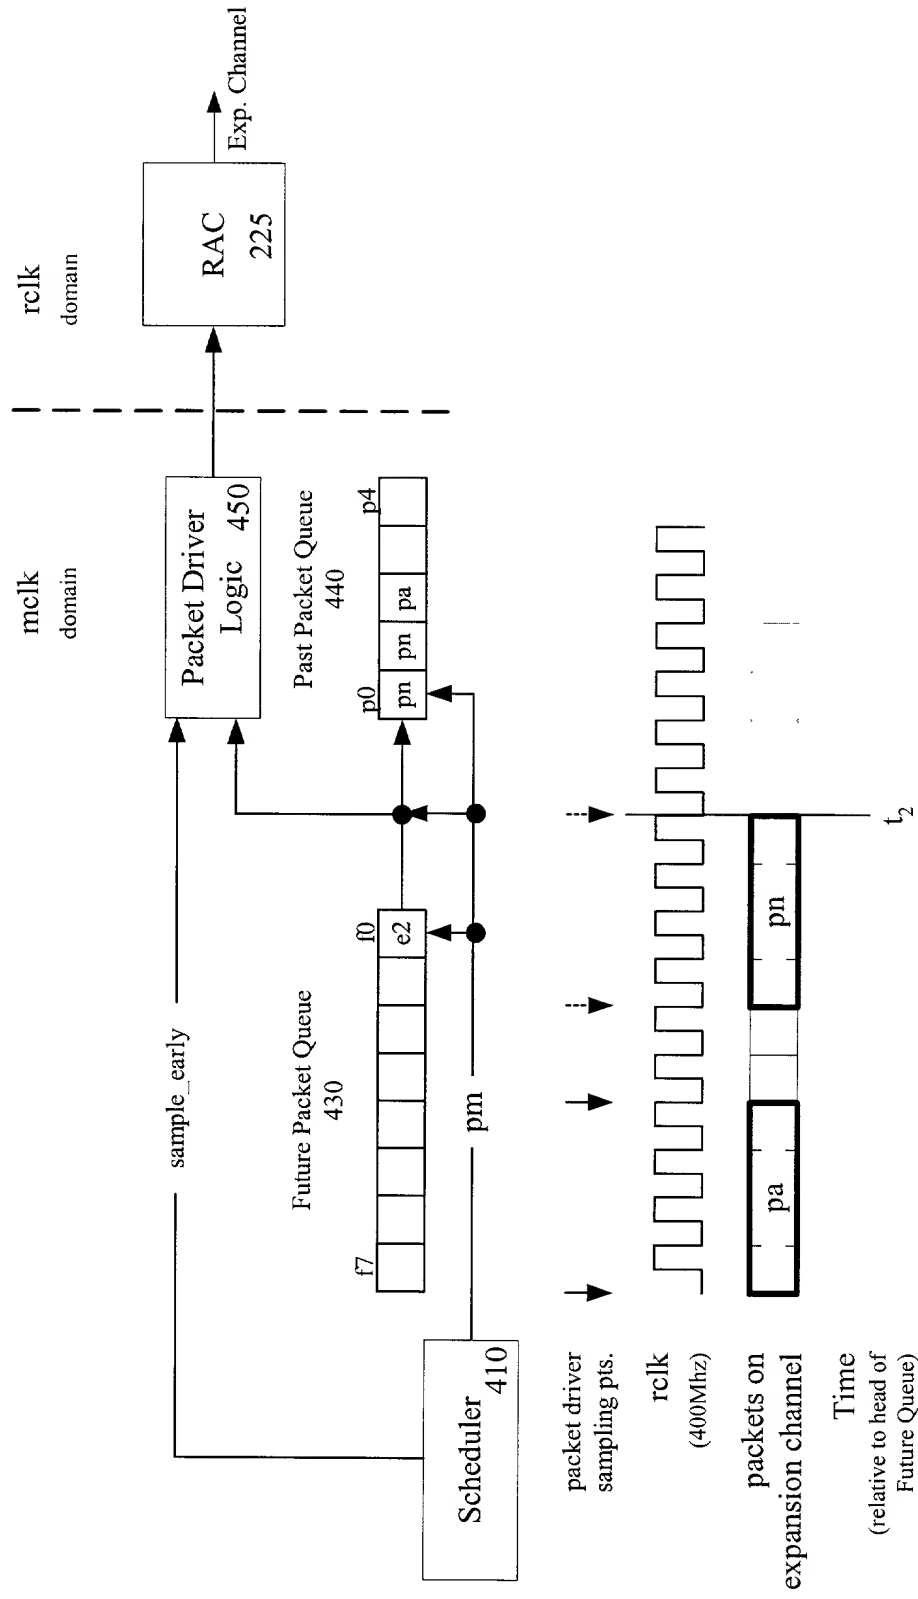 mclk
domain
rclk
domain
sample_early
Packet Driver
Logic 450
RAC
225
Exp. Channel
Future Packet Queue
430
Past Packet Queue
440
f7
f0
p0
p4
e2
pn
pn
pa
Scheduler
410
pm
packet driver
sampling pts.
rclk
(400Mhz)
packets on
expansion channel
pa
pn
Time
(relative to head of
Future Queue)
t2